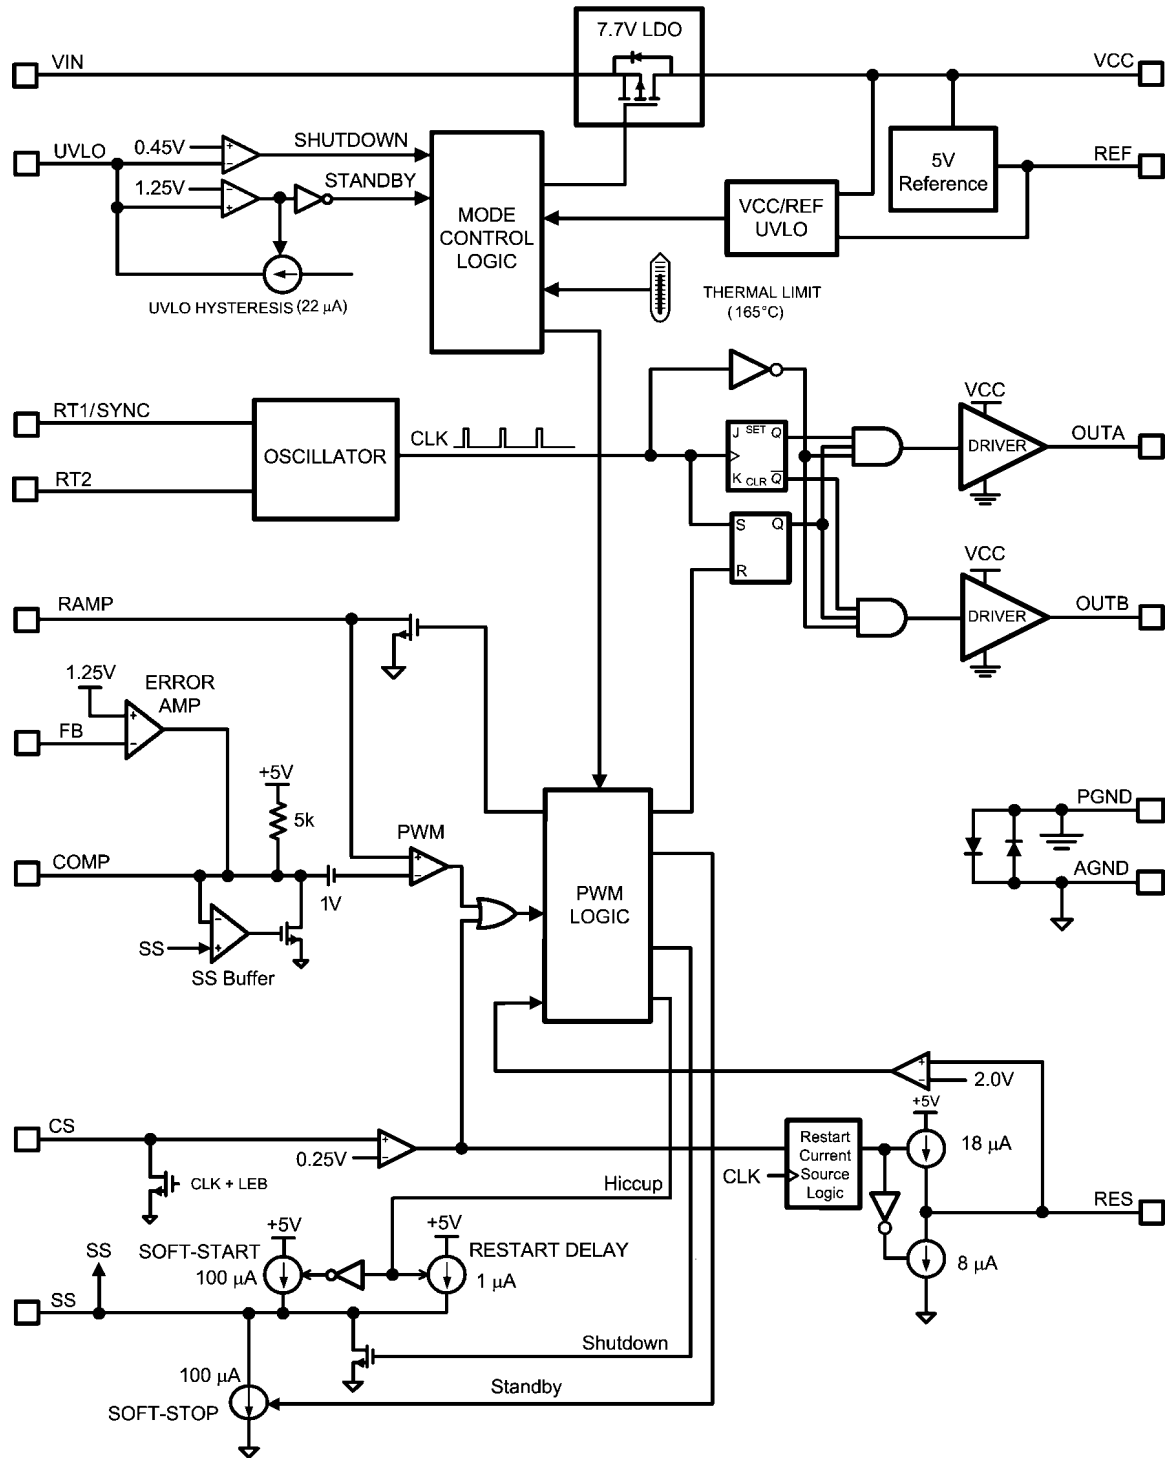 7.7V LDO
VIN
VCC
UVLO
0.45V
+
−
SHUTDOWN
1.25V
−
+
STANDBY
MODE
CONTROL
LOGIC
UVLO HYSTERESIS (22 µA)
VCC/REF
UVLO
5V
Reference
REF
THERMAL LIMIT
(165°C)
RT1/SYNC
RT2
OSCILLATOR
CLK
J SET Q
K CLR Q̅
S Q
R
VCC
DRIVER
OUTA
VCC
DRIVER
OUTB
RAMP
1.25V
ERROR
AMP
+
−
FB
+5V
5k
COMP
1V
PWM
+
−
−
+
SS
SS Buffer
PWM
LOGIC
PGND
AGND
+
−
2.0V
CS
+
−
0.25V
CLK + LEB
Restart
Current
Source
Logic
CLK
+5V
18 µA
8 µA
RES
Hiccup
SS
+5V
SOFT-START
100 µA
+5V
RESTART DELAY
1 µA
SS
Shutdown
100 µA
SOFT-STOP
Standby